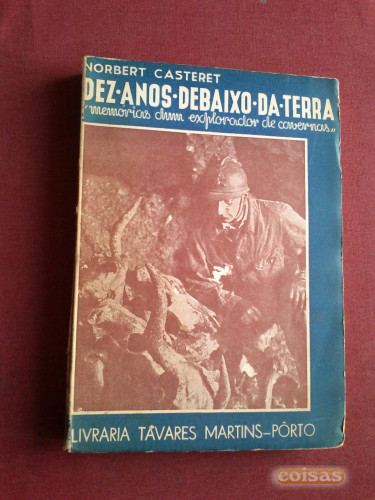 NORBERT CASTERET
DEZ·ANOS·DEBAIXO·DA·TERRA
"memorias dum explorador de cavernas"
LIVRARIA TAVARES MARTINS-PÔRTO
coisas